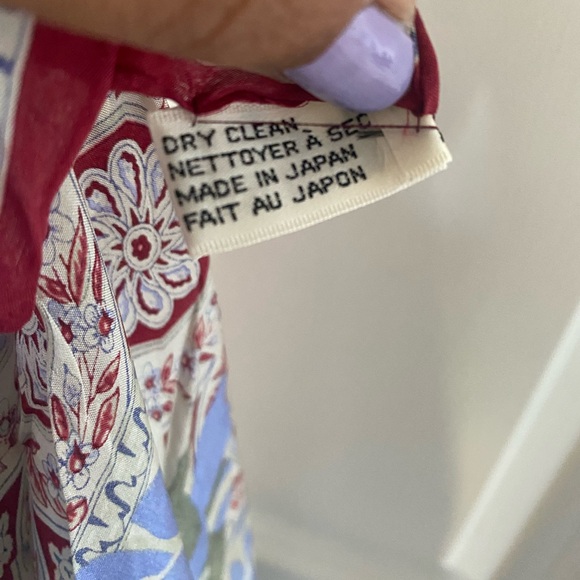 DRY CLEAN
NETTOYER À SEC
MADE IN JAPAN
FAIT AU JAPON